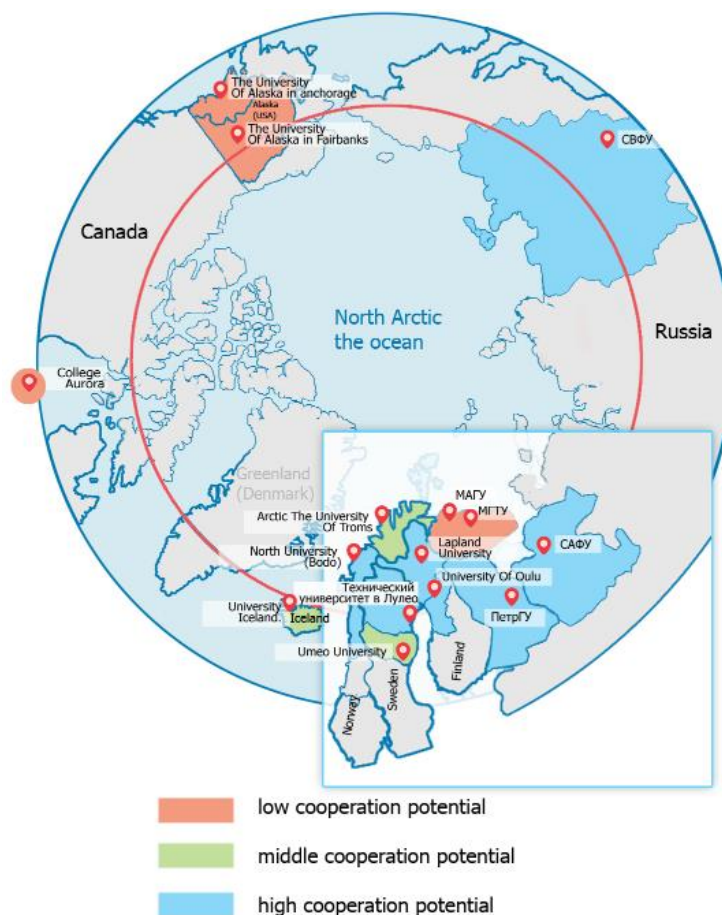 The University
Of Alaska in anchorage
Alaska
(USA)
The University
Of Alaska in Fairbanks
СВФУ
Canada
North Arctic
the ocean
Russia
College
Aurora
Greenland
(Denmark)
МАГУ
МГТУ
Arctic The University
Of Troms
Lapland
University
САФУ
North University
(Bodo)
University Of Oulu
Технический
университет в Лулео
University
Iceland.
Iceland
ПетрГУ
Umeo University
Finland
Sweden
Norway
low cooperation potential
middle cooperation potential
high cooperation potential